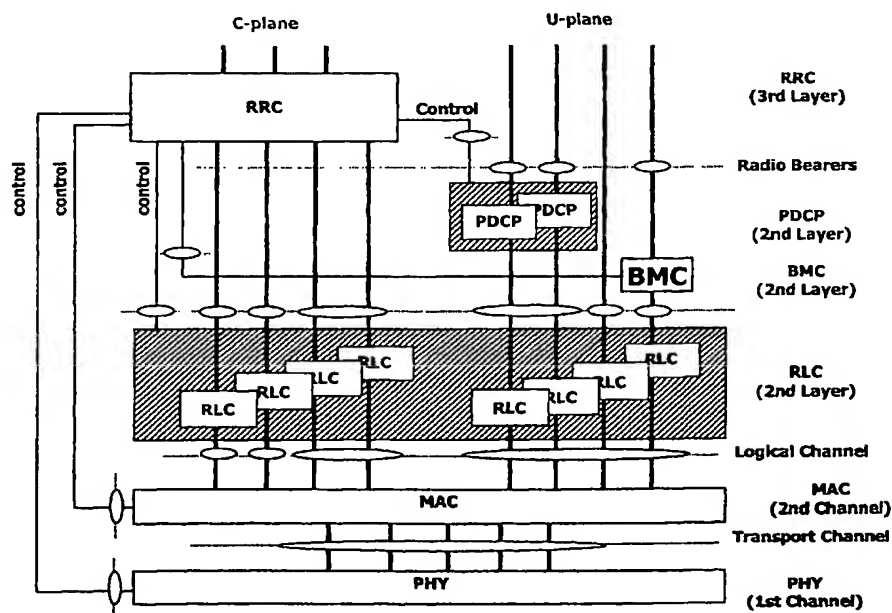 C-plane
U-plane
RRC
Control
RRC
(3rd Layer)
control
control
control
Radio Bearers
PDCP
PDCP
PDCP
(2nd Layer)
BMC
BMC
(2nd Layer)
RLC
RLC
RLC
RLC
RLC
RLC
RLC
RLC
RLC
(2nd Layer)
Logical Channel
MAC
MAC
(2nd Channel)
Transport Channel
PHY
PHY
(1st Channel)